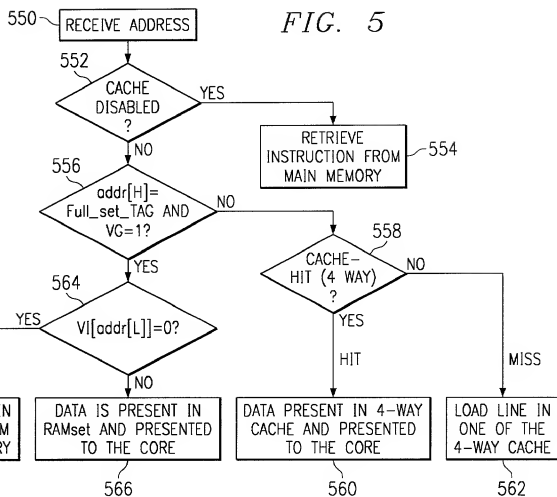 FIG. 5
550
RECEIVE ADDRESS
552
CACHE
DISABLED
?
YES
NO
RETRIEVE
INSTRUCTION FROM
MAIN MEMORY
554
556
addr[H]=
Full_set_TAG AND
VG=1?
NO
YES
558
CACHE-
HIT (4 WAY)
?
NO
YES
HIT
MISS
564
VI[addr[L]]=0?
YES
NO
EN
M
RY
DATA IS PRESENT IN
RAMset AND PRESENTED
TO THE CORE
566
DATA PRESENT IN 4-WAY
CACHE AND PRESENTED
TO THE CORE
560
LOAD LINE IN
ONE OF THE
4-WAY CACHE
562